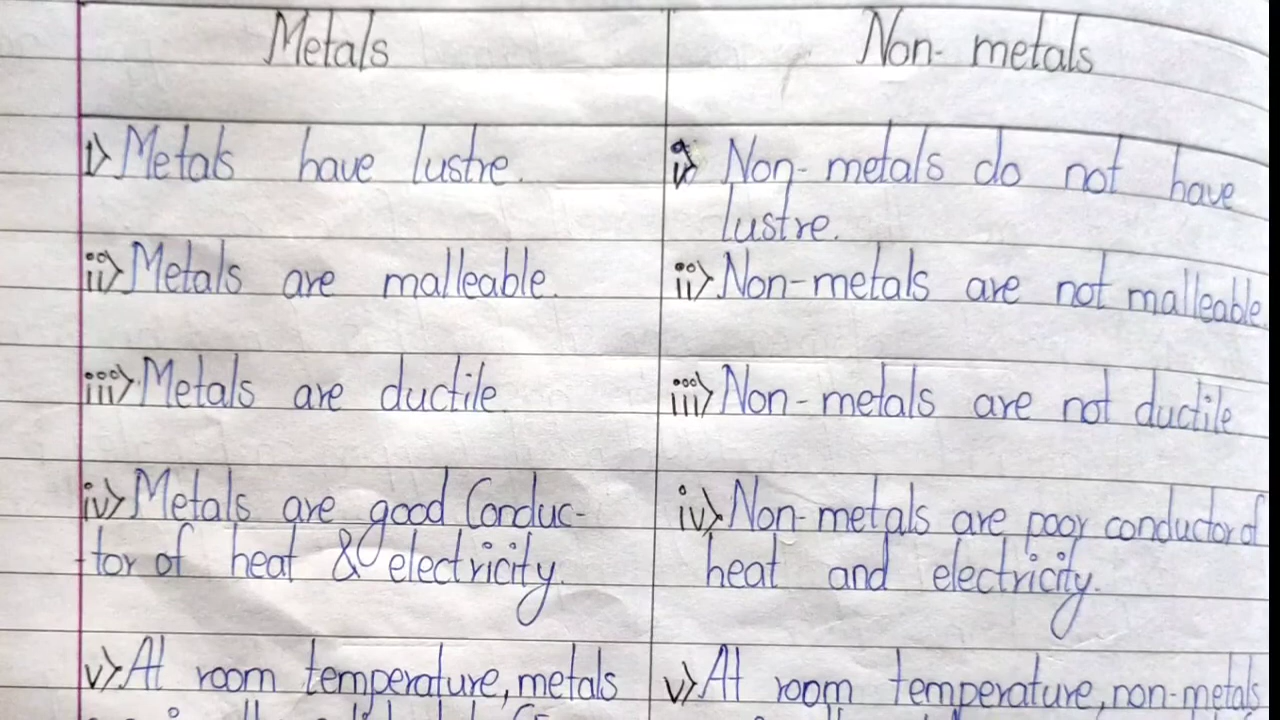 Metals
Non-metals
i) Metals have lustre.
i) Non-metals do not have
lustre.
ii) Metals are malleable.
ii) Non-metals are not malleable
iii) Metals are ductile.
iii) Non-metals are not ductile
iv) Metals are good Conduc-
-tor of heat & electricity.
iv) Non-metals are poor conductor of
heat and electricity.
v) At room temperature, metals
v) At room temperature, non-metals